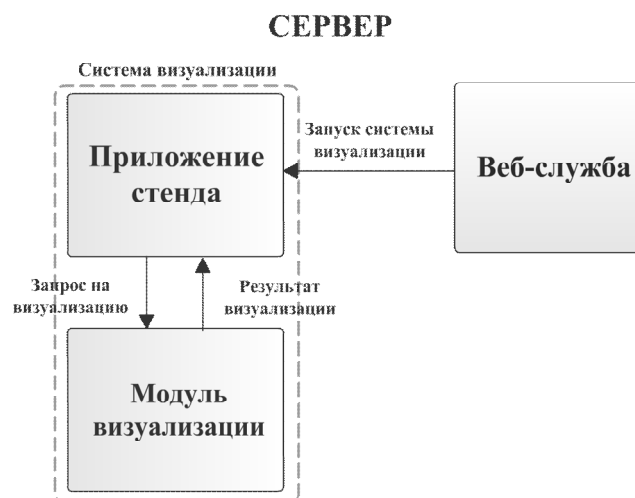 СЕРВЕР
Система визуализации
Приложение
стенда
Запуск системы
визуализации
Веб-служба
Запрос на
визуализацию
Результат
визуализации
Модуль
визуализации